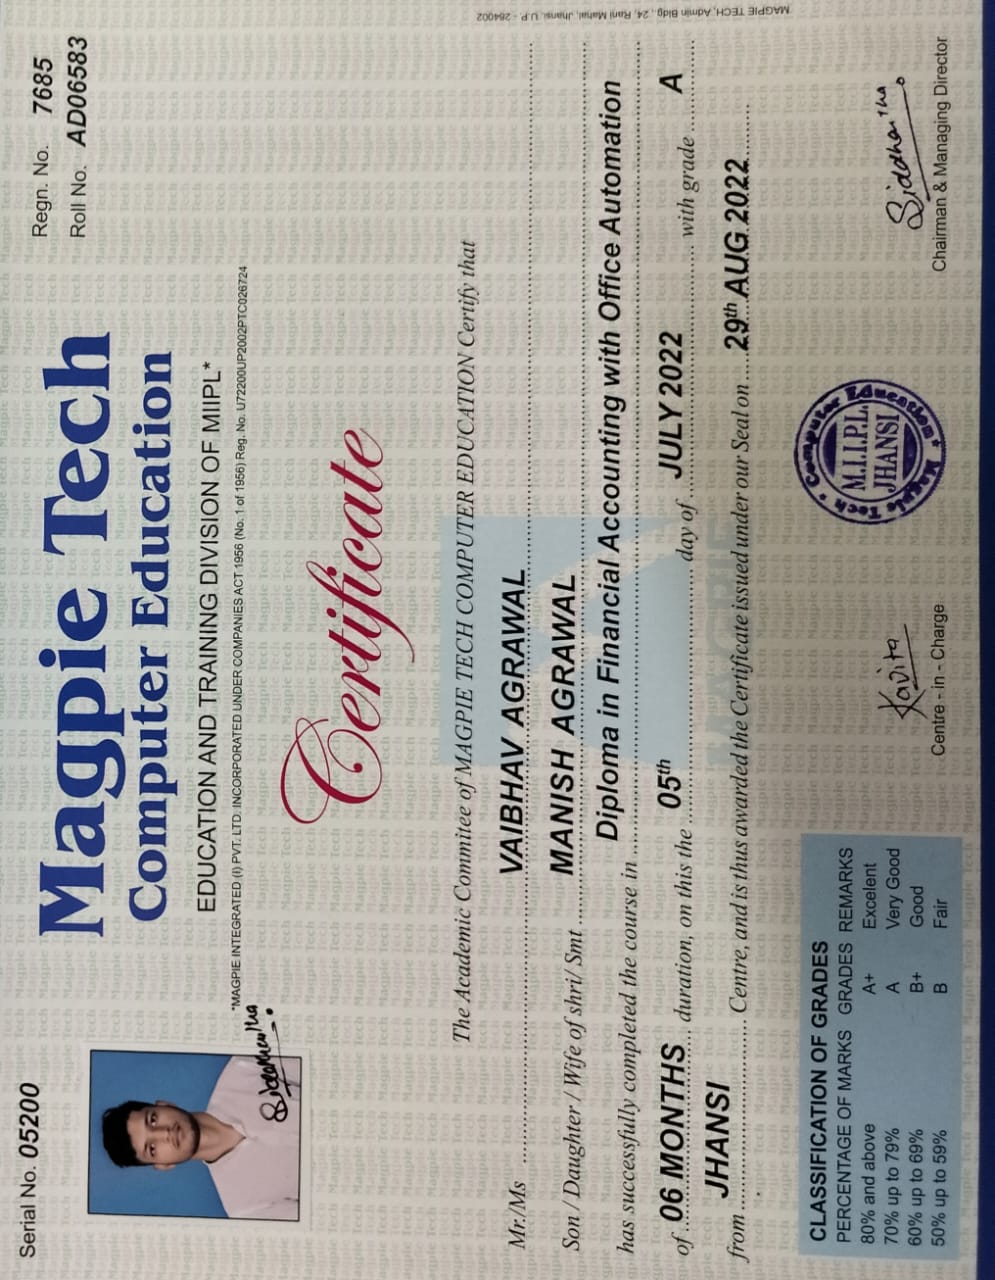 Serial No. 05200
Regn. No. 7685
Roll No. AD06583
Magpie Tech
Computer Education
EDUCATION AND TRAINING DIVISION OF MIIPL*
*MAGPIE INTEGRATED (I) PVT. LTD. INCORPORATED UNDER COMPANIES ACT 1956 (No. 1 of 1956) Reg. No. U72200UP2002PTC026724
Siddhantha
Certificate
The Academic Commitee of MAGPIE TECH COMPUTER EDUCATION Certify that
Mr./Ms VAIBHAV AGRAWAL
Son / Daughter / Wife of shri/ Smt MANISH AGRAWAL
has successfully completed the course in Diploma in Financial Accounting with Office Automation
of 06 MONTHS duration, on this the 05th day of JULY 2022 with grade A
from JHANSI Centre, and is thus awarded the Certificate issued under our Seal on 29th AUG 2022
MAGPIE
CLASSIFICATION OF GRADES
PERCENTAGE OF MARKS GRADES REMARKS
80% and above A+ Excelent
70% up to 79% A Very Good
60% up to 69% B+ Good
50% up to 59% B Fair
Kavita
Centre - in - Charge
Magpie Tech * Computer Education *
M.I.I.P.L.
JHANSI
Siddhantha
Chairman & Managing Director
MAGPIE TECH, Admin Bldg., 24, Rani Mahal, Jhansi, U.P. - 284002